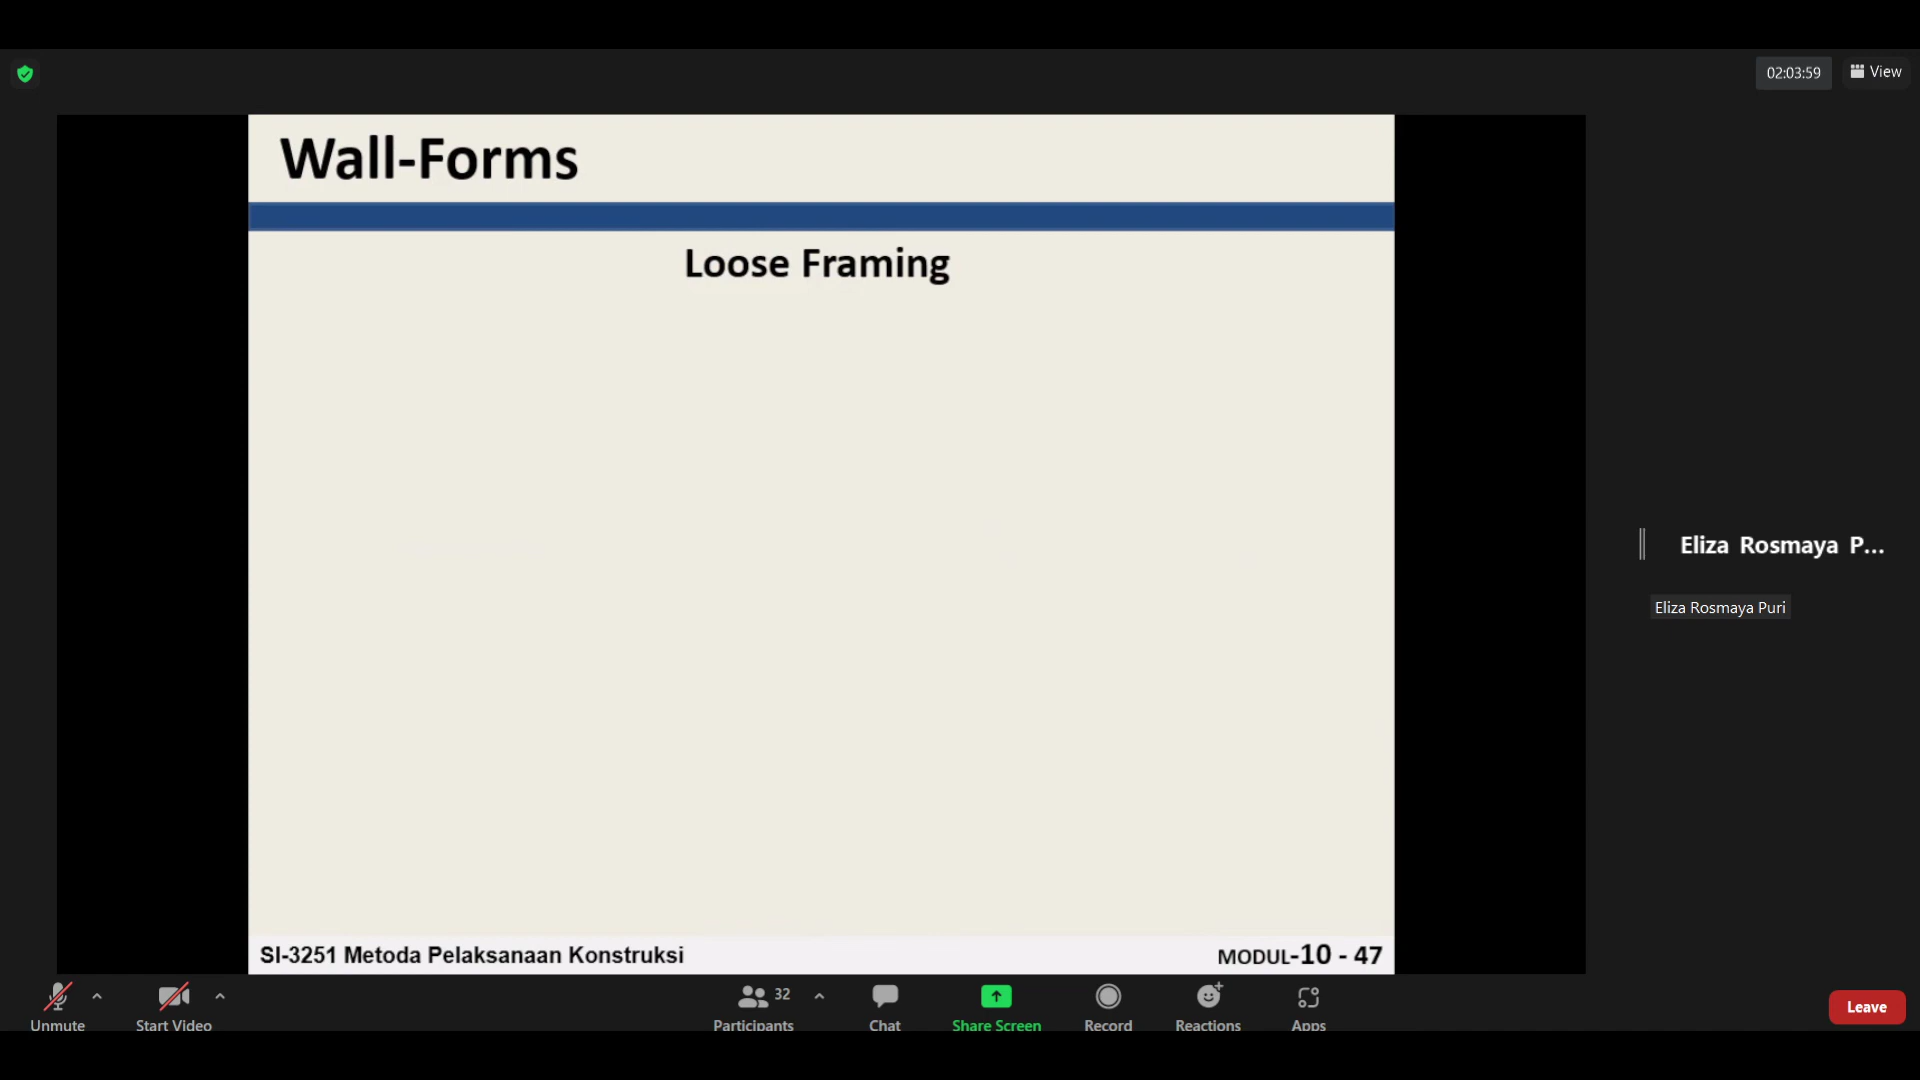 02:03:59
View
Wall-Forms
Loose Framing
Eliza Rosmaya P...
Eliza Rosmaya Puri
SI-3251 Metoda Pelaksanaan Konstruksi
MODUL-10 - 47
Unmute
Start Video
32
Participants
Chat
Share Screen
Record
Reactions
Apps
Leave